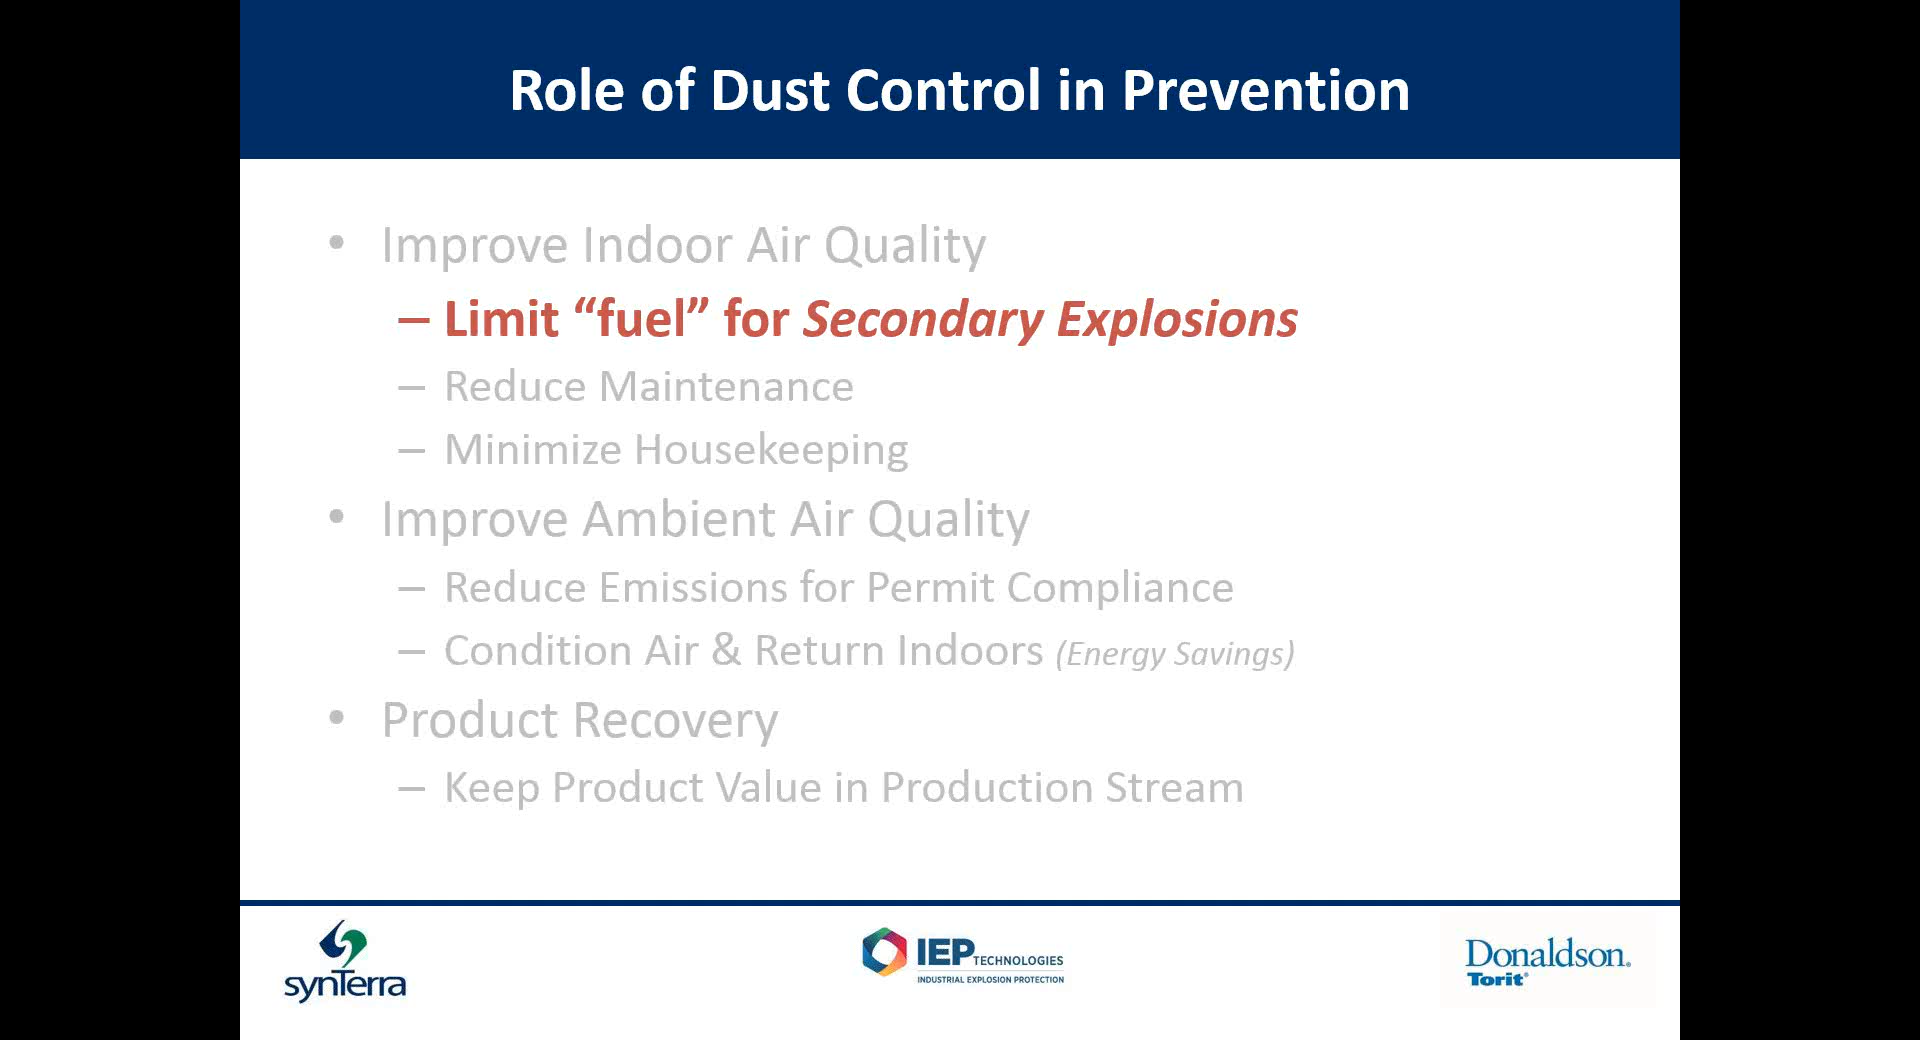 Role of Dust Control in Prevention
• Improve Indoor Air Quality
– Limit “fuel” for Secondary Explosions
– Reduce Maintenance
– Minimize Housekeeping
• Improve Ambient Air Quality
– Reduce Emissions for Permit Compliance
– Condition Air & Return Indoors (Energy Savings)
• Product Recovery
– Keep Product Value in Production Stream
synTerra
IEP TECHNOLOGIES
INDUSTRIAL EXPLOSION PROTECTION
Donaldson®
Torit®